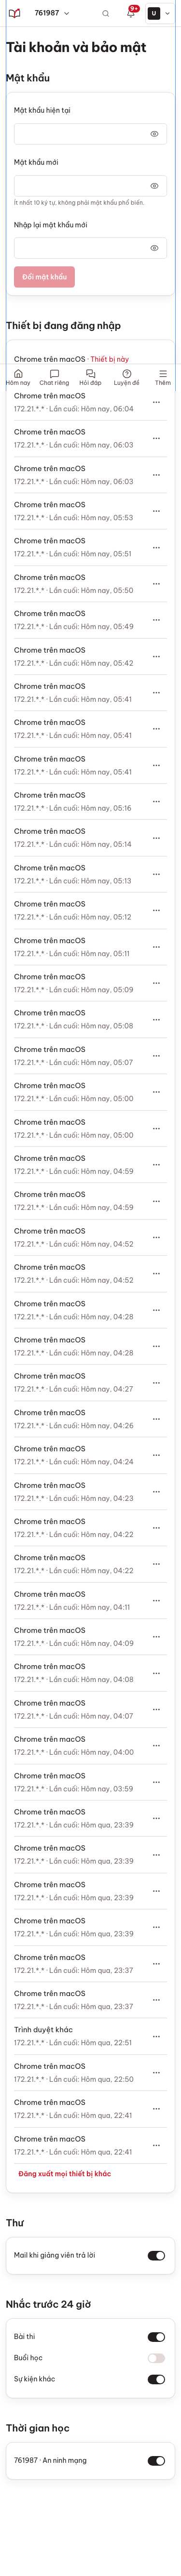 761987
9+
U
Tài khoản và bảo mật
Mật khẩu
Mật khẩu hiện tại
Mật khẩu mới
Ít nhất 10 ký tự, không phải mật khẩu phổ biến.
Nhập lại mật khẩu mới
Đổi mật khẩu
Thiết bị đang đăng nhập
Chrome trên macOS · Thiết bị này
Hôm nay
Chat riêng
Hỏi đáp
Luyện đề
Thêm
Chrome trên macOS
172.21.*.* · Lần cuối: Hôm nay, 06:04
Chrome trên macOS
172.21.*.* · Lần cuối: Hôm nay, 06:03
Chrome trên macOS
172.21.*.* · Lần cuối: Hôm nay, 06:03
Chrome trên macOS
172.21.*.* · Lần cuối: Hôm nay, 05:53
Chrome trên macOS
172.21.*.* · Lần cuối: Hôm nay, 05:51
Chrome trên macOS
172.21.*.* · Lần cuối: Hôm nay, 05:50
Chrome trên macOS
172.21.*.* · Lần cuối: Hôm nay, 05:49
Chrome trên macOS
172.21.*.* · Lần cuối: Hôm nay, 05:42
Chrome trên macOS
172.21.*.* · Lần cuối: Hôm nay, 05:41
Chrome trên macOS
172.21.*.* · Lần cuối: Hôm nay, 05:41
Chrome trên macOS
172.21.*.* · Lần cuối: Hôm nay, 05:41
Chrome trên macOS
172.21.*.* · Lần cuối: Hôm nay, 05:16
Chrome trên macOS
172.21.*.* · Lần cuối: Hôm nay, 05:14
Chrome trên macOS
172.21.*.* · Lần cuối: Hôm nay, 05:13
Chrome trên macOS
172.21.*.* · Lần cuối: Hôm nay, 05:12
Chrome trên macOS
172.21.*.* · Lần cuối: Hôm nay, 05:11
Chrome trên macOS
172.21.*.* · Lần cuối: Hôm nay, 05:09
Chrome trên macOS
172.21.*.* · Lần cuối: Hôm nay, 05:08
Chrome trên macOS
172.21.*.* · Lần cuối: Hôm nay, 05:07
Chrome trên macOS
172.21.*.* · Lần cuối: Hôm nay, 05:00
Chrome trên macOS
172.21.*.* · Lần cuối: Hôm nay, 05:00
Chrome trên macOS
172.21.*.* · Lần cuối: Hôm nay, 04:59
Chrome trên macOS
172.21.*.* · Lần cuối: Hôm nay, 04:59
Chrome trên macOS
172.21.*.* · Lần cuối: Hôm nay, 04:52
Chrome trên macOS
172.21.*.* · Lần cuối: Hôm nay, 04:52
Chrome trên macOS
172.21.*.* · Lần cuối: Hôm nay, 04:28
Chrome trên macOS
172.21.*.* · Lần cuối: Hôm nay, 04:28
Chrome trên macOS
172.21.*.* · Lần cuối: Hôm nay, 04:27
Chrome trên macOS
172.21.*.* · Lần cuối: Hôm nay, 04:26
Chrome trên macOS
172.21.*.* · Lần cuối: Hôm nay, 04:24
Chrome trên macOS
172.21.*.* · Lần cuối: Hôm nay, 04:23
Chrome trên macOS
172.21.*.* · Lần cuối: Hôm nay, 04:22
Chrome trên macOS
172.21.*.* · Lần cuối: Hôm nay, 04:22
Chrome trên macOS
172.21.*.* · Lần cuối: Hôm nay, 04:11
Chrome trên macOS
172.21.*.* · Lần cuối: Hôm nay, 04:09
Chrome trên macOS
172.21.*.* · Lần cuối: Hôm nay, 04:08
Chrome trên macOS
172.21.*.* · Lần cuối: Hôm nay, 04:07
Chrome trên macOS
172.21.*.* · Lần cuối: Hôm nay, 04:00
Chrome trên macOS
172.21.*.* · Lần cuối: Hôm nay, 03:59
Chrome trên macOS
172.21.*.* · Lần cuối: Hôm qua, 23:39
Chrome trên macOS
172.21.*.* · Lần cuối: Hôm qua, 23:39
Chrome trên macOS
172.21.*.* · Lần cuối: Hôm qua, 23:39
Chrome trên macOS
172.21.*.* · Lần cuối: Hôm qua, 23:39
Chrome trên macOS
172.21.*.* · Lần cuối: Hôm qua, 23:37
Chrome trên macOS
172.21.*.* · Lần cuối: Hôm qua, 23:37
Trình duyệt khác
172.21.*.* · Lần cuối: Hôm qua, 22:51
Chrome trên macOS
172.21.*.* · Lần cuối: Hôm qua, 22:50
Chrome trên macOS
172.21.*.* · Lần cuối: Hôm qua, 22:41
Chrome trên macOS
172.21.*.* · Lần cuối: Hôm qua, 22:41
Đăng xuất mọi thiết bị khác
Thư
Mail khi giảng viên trả lời
Nhắc trước 24 giờ
Bài thi
Buổi học
Sự kiện khác
Thời gian học
761987 · An ninh mạng